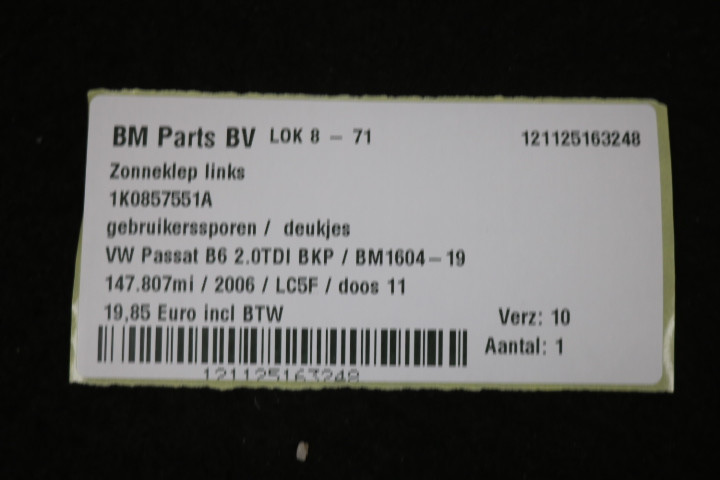 BM Parts BV LOK 8 - 71 121125163248
Zonneklep links
1K0857551A
gebruikerssporen / deukjes
VW Passat B6 2.0TDI BKP / BM1604-19
147.807mi / 2006 / LC5F / doos 11
19,85 Euro incl BTW Verz: 10
Aantal: 1
121125163248